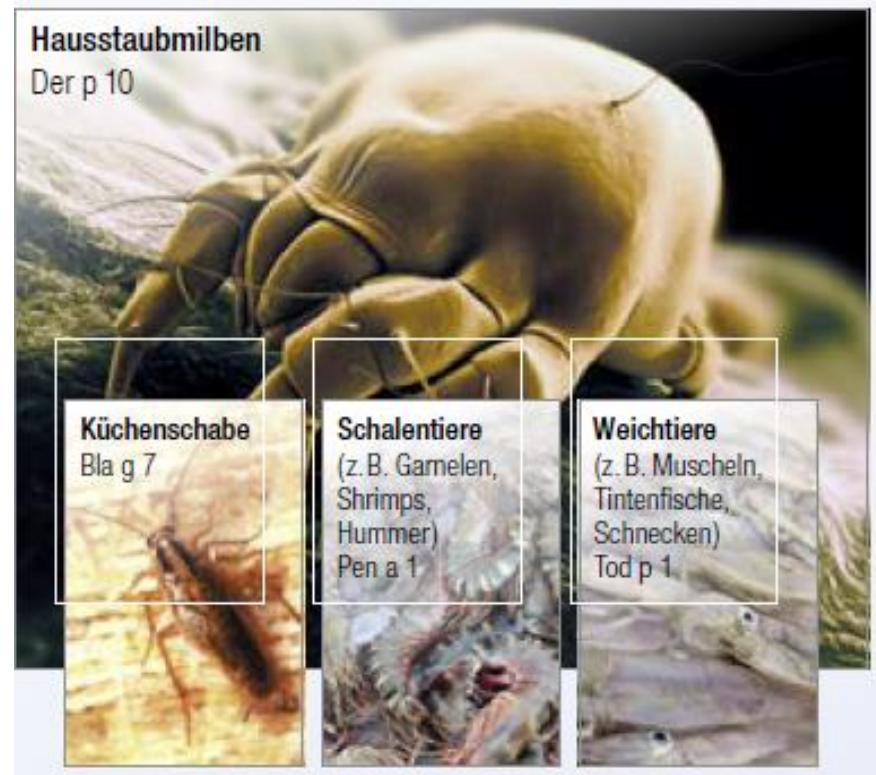 Hausstaubmilben
Der p 10
Küchenschabe
Bla g 7
Schalentiere
(z. B. Garnelen,
Shrimps,
Hummer)
Pen a 1
Weichtiere
(z. B. Muscheln,
Tintenfische,
Schnecken)
Tod p 1